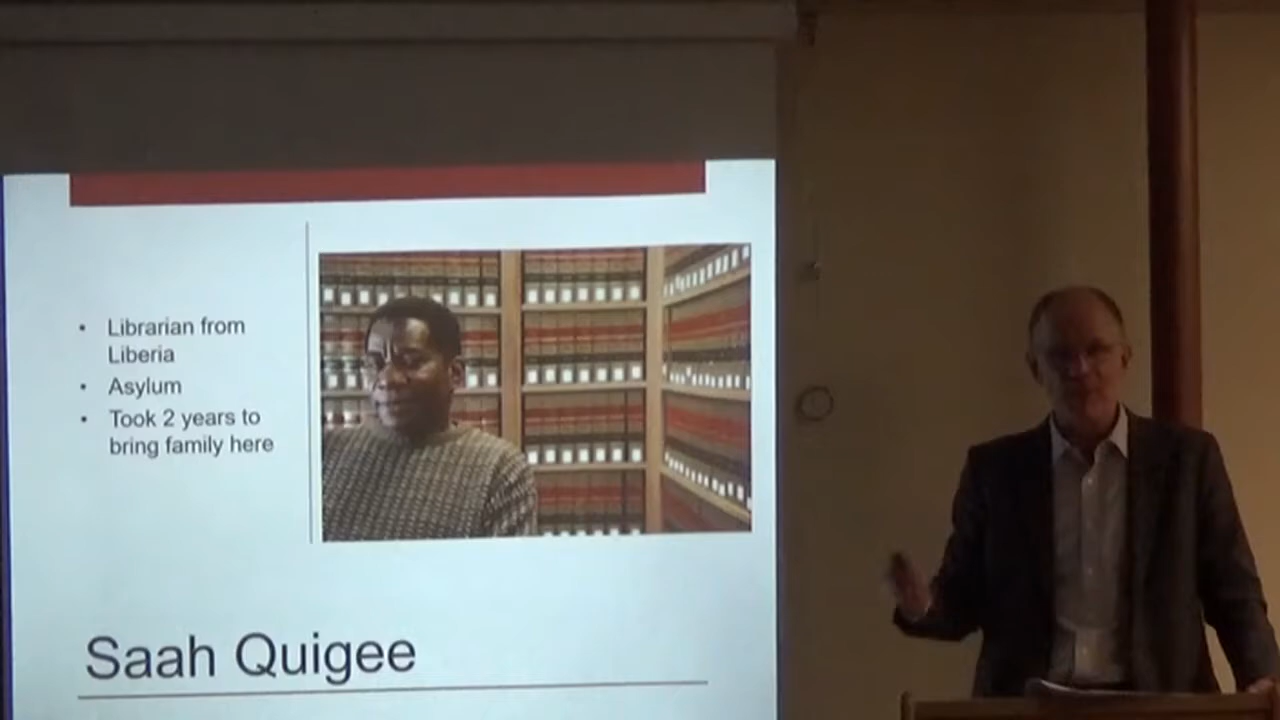 • Librarian from
Liberia
• Asylum
• Took 2 years to
bring family here
Saah Quigee